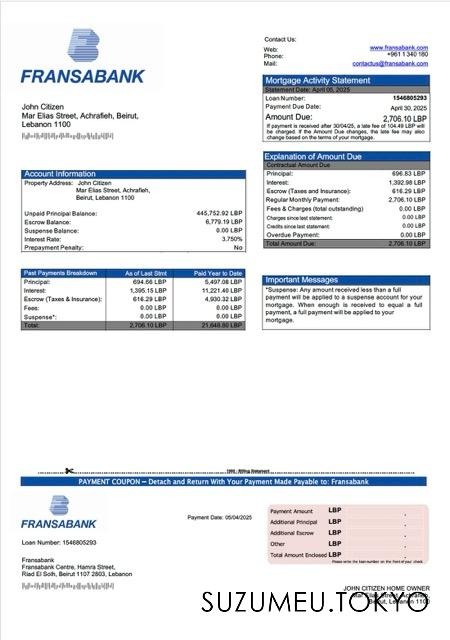 FRANSABANK
Contact Us:
Web: www.fransabank.com
Phone: +961 1 340 180
Mail: contactus@fransabank.com
John Citizen
Mar Elias Street, Achrafieh, Beirut,
Lebanon 1100
Mortgage Activity Statement
Statement Date: April 05, 2025
Loan Number: 1546805293
Payment Due Date: April 30, 2025
Amount Due: 2,706.10 LBP
If payment is received after 30/04/25, a late fee of 104.49 LBP will
be charged. If the Amount Due changes, the late fee may also
change based on the terms of your mortgage.
Account Information
Property Address: John Citizen
Mar Elias Street, Achrafieh,
Beirut, Lebanon 1100
Unpaid Principal Balance: 445,752.92 LBP
Escrow Balance: 6,779.19 LBP
Suspense Balance: 0.00 LBP
Interest Rate: 3.750%
Prepayment Penalty: No
Explanation of Amount Due
Contractual Amount Due
Principal: 696.83 LBP
Interest: 1,392.98 LBP
Escrow (Taxes and Insurance): 616.29 LBP
Regular Monthly Payment: 2,706.10 LBP
Fees & Charges (total outstanding) 0.00 LBP
Charges since last statement: 0.00 LBP
Credits since last statement: 0.00 LBP
Overdue Payment: 0.00 LBP
Total Amount Due: 2,706.10 LBP
Past Payments Breakdown As of Last Stmt Paid Year to Date
Principal: 694.66 LBP 5,497.08 LBP
Interest: 1,395.15 LBP 11,221.40 LBP
Escrow (Taxes & Insurance): 616.29 LBP 4,930.32 LBP
Fees: 0.00 LBP 0.00 LBP
Suspense*: 0.00 LBP 0.00 LBP
Total: 2,706.10 LBP 21,648.80 LBP
Important Messages
*Suspense: Any amount received less than a full
payment will be applied to a suspense account for your
mortgage. When enough is received to equal a full
payment, a full payment will be applied to your
mortgage.
Billing Statement
PAYMENT COUPON – Detach and Return With Your Payment Made Payable to: Fransabank
FRANSABANK
Payment Date: 05/04/2025
Loan Number: 1546805293
Fransabank
Fransabank Centre, Hamra Street,
Riad El Solh, Beirut 1107 2803, Lebanon
Payment Amount LBP
Additional Principal LBP
Additional Escrow LBP
Other LBP
Total Amount Enclosed LBP
Please write the loan number on the front of your check.
JOHN CITIZEN HOME OWNER
Mar Elias Street, Achrafieh,
Beirut, Lebanon 1100
SUZUMEU.TOKYO